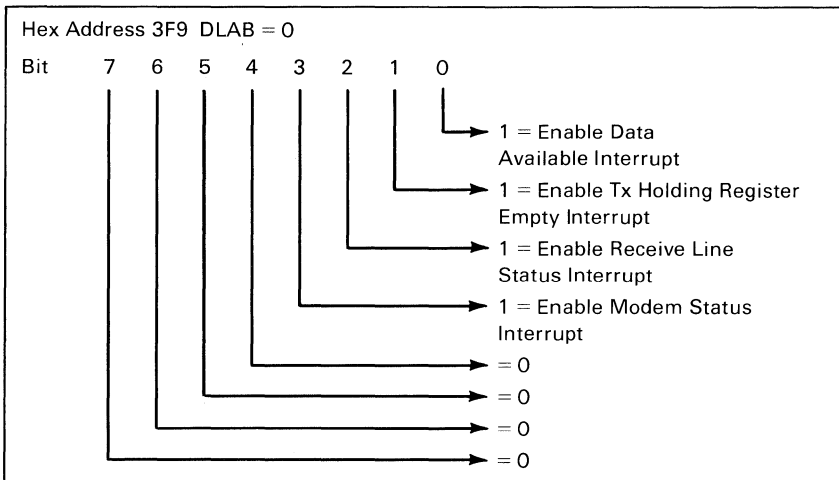 Hex Address 3F9 DLAB = 0
Bit 7 6 5 4 3 2 1 0
1 = Enable Data
Available Interrupt
1 = Enable Tx Holding Register
Empty Interrupt
1 = Enable Receive Line
Status Interrupt
1 = Enable Modem Status
Interrupt
= 0
= 0
= 0
= 0